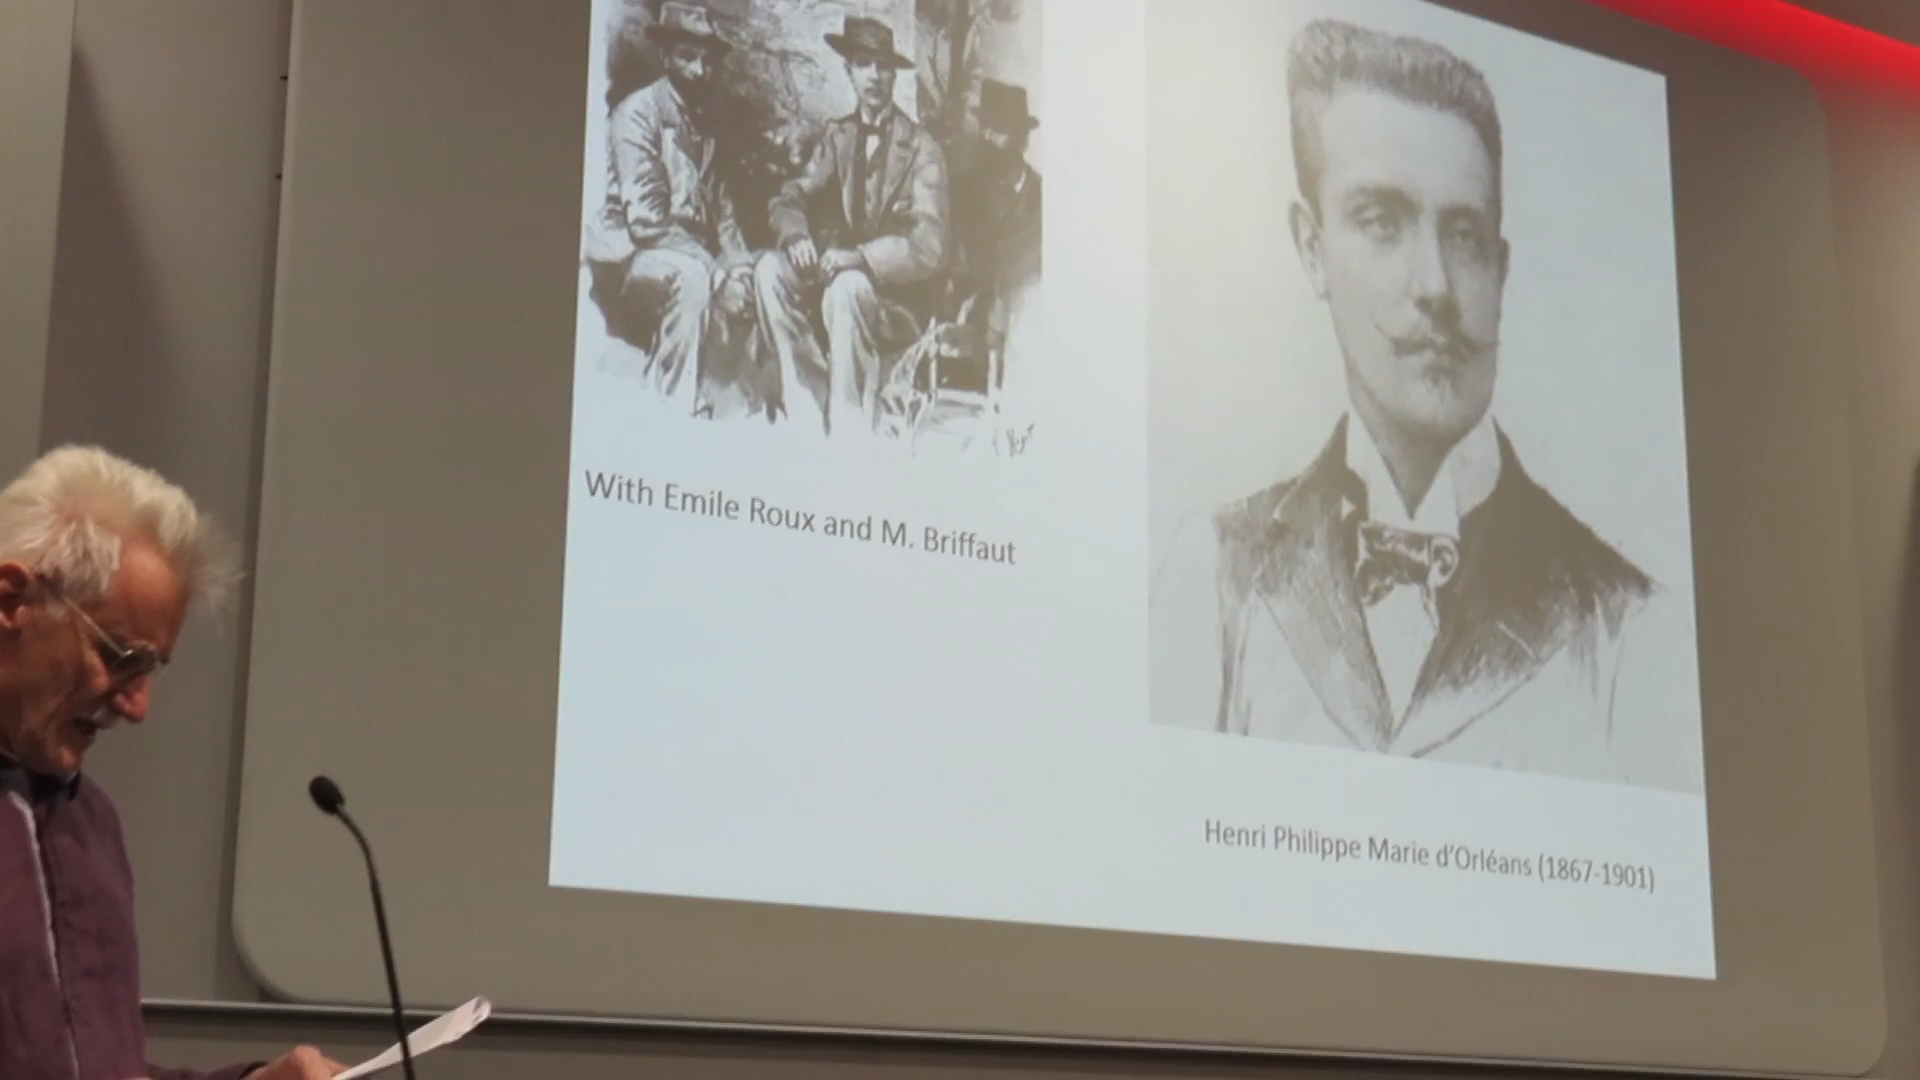 With Emile Roux and M. Briffaut
Henri Philippe Marie d'Orléans (1867-1901)